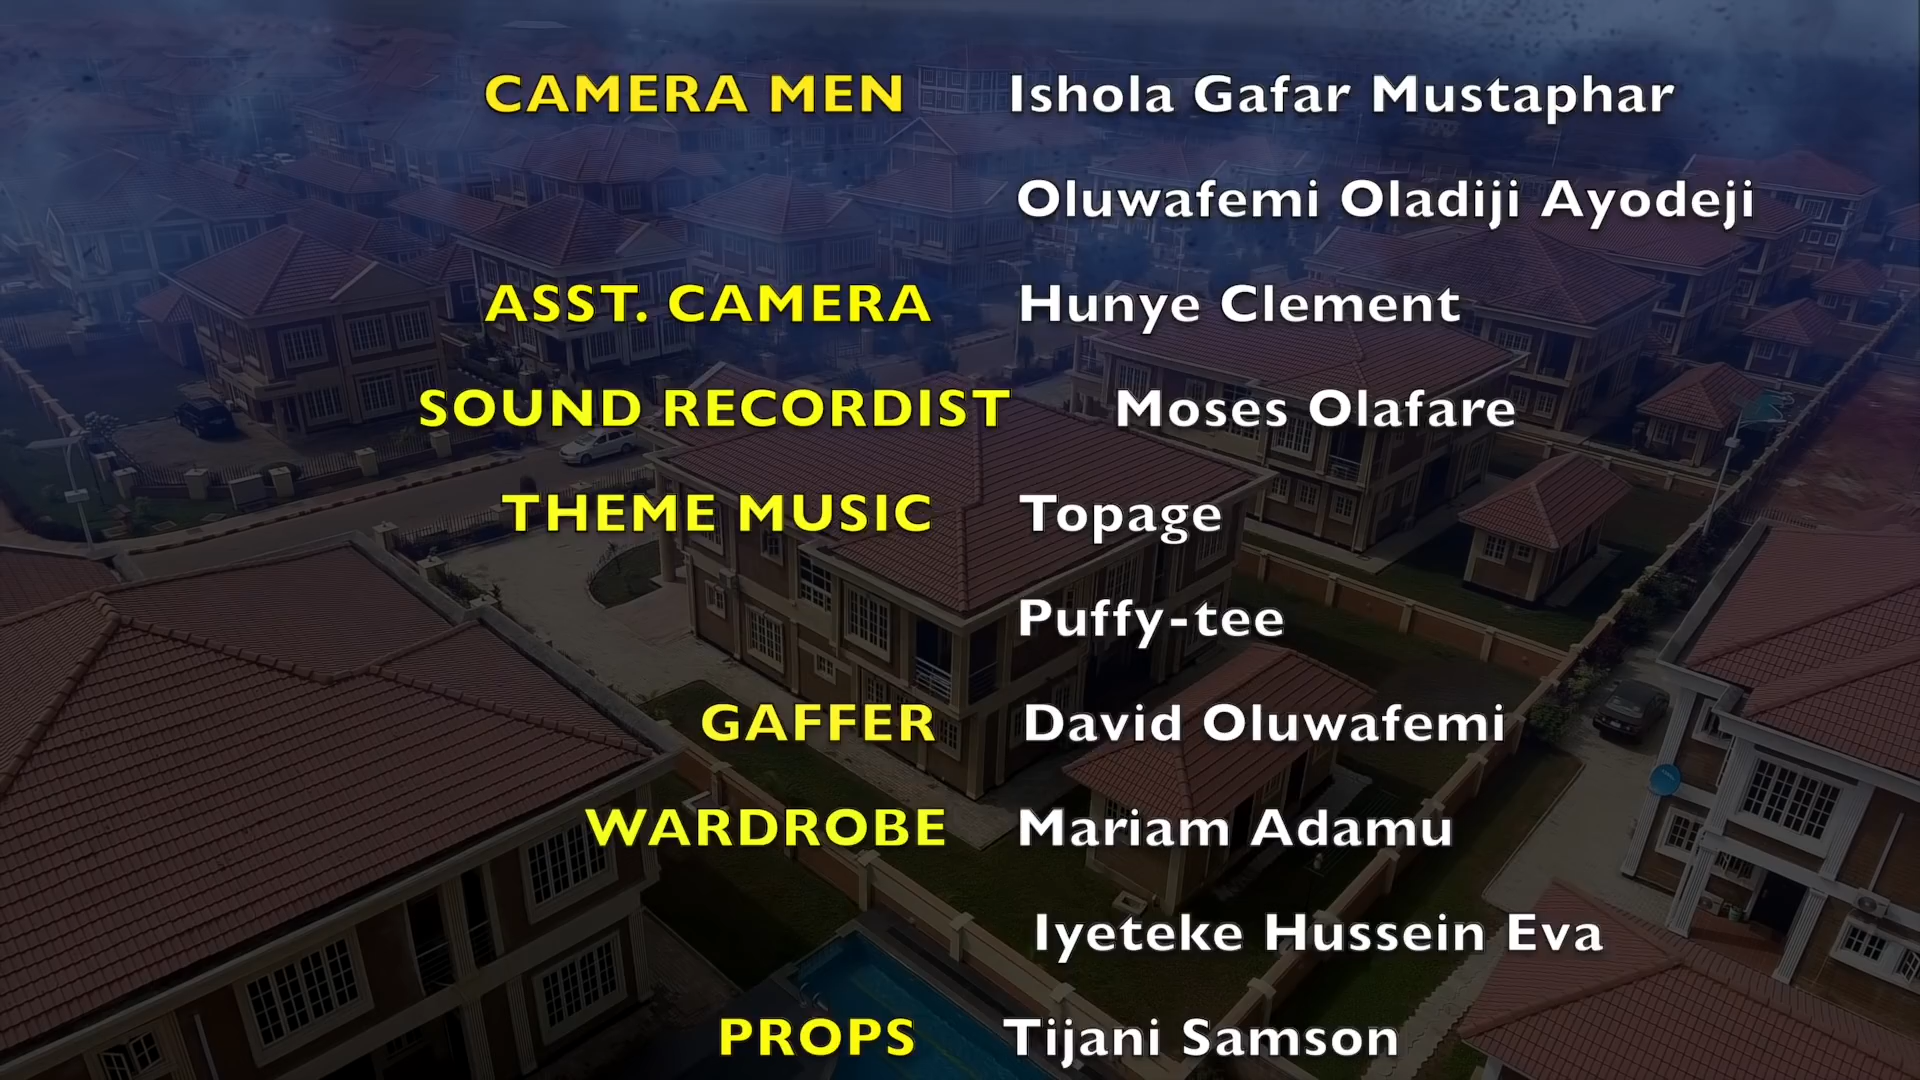 CAMERA MEN Ishola Gafar Mustaphar
Oluwafemi Oladiji Ayodeji
ASST. CAMERA Hunye Clement
SOUND RECORDIST Moses Olafare
THEME MUSIC Topage
Puffy-tee
GAFFER David Oluwafemi
WARDROBE Mariam Adamu
Iyeteke Hussein Eva
PROPS Tijani Samson